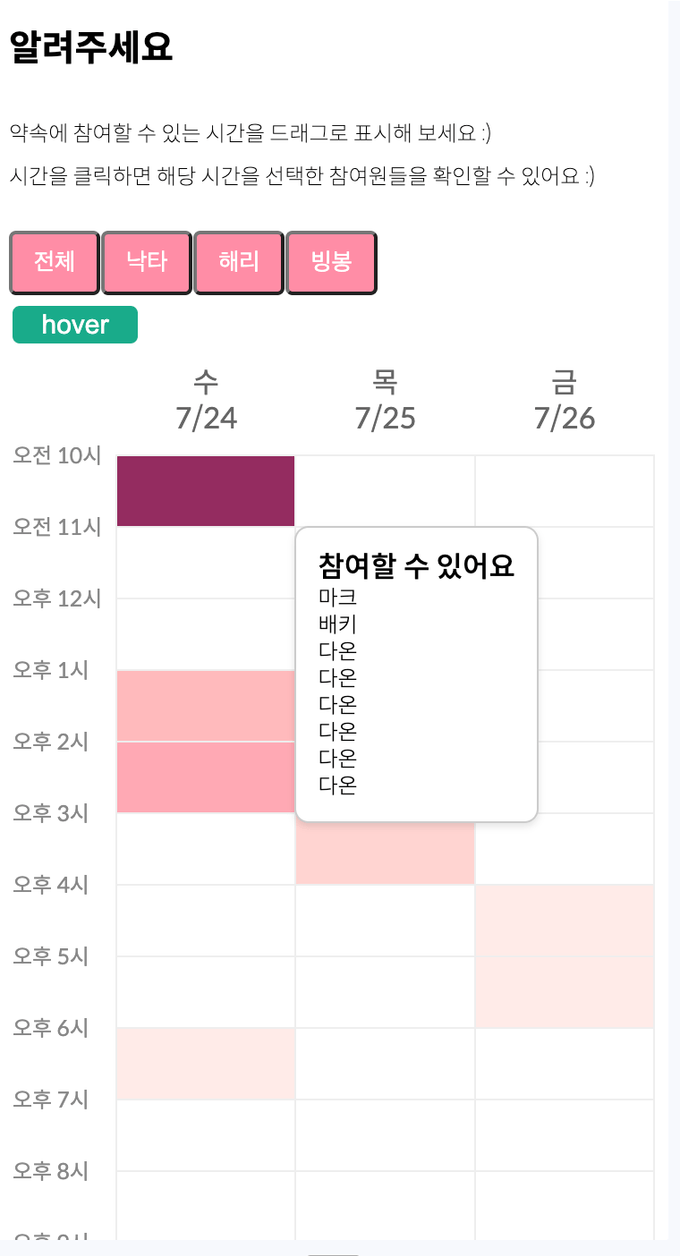 알려주세요
약속에 참여할 수 있는 시간을 드래그로 표시해 보세요 :)
시간을 클릭하면 해당 시간을 선택한 참여원들을 확인할 수 있어요 :)
전체 낙타 해리 빙봉
hover
수 목 금
7/24 7/25 7/26
오전 10시
오전 11시
참여할 수 있어요
마크
오후 12시
배키
다온
오후 1시
다온
다온
오후 2시
다온
다온
다온
오후 3시
오후 4시
오후 5시
오후 6시
오후 7시
오후 8시